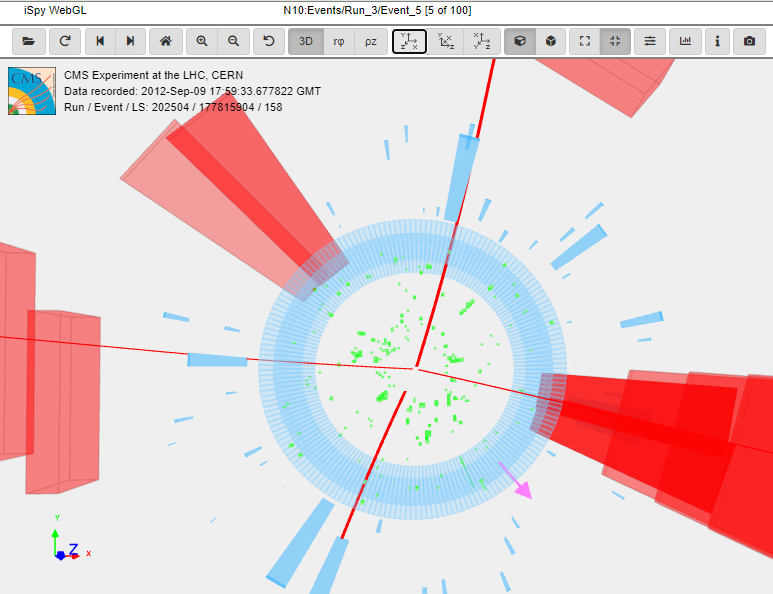 iSpy WebGL
N10:Events/Run_3/Event_5 [5 of 100]
3D
rφ
ρz
Y
Z X
Y
X Z
X
Z Y
CMS
CMS Experiment at the LHC, CERN
Data recorded: 2012-Sep-09 17:59:33.677822 GMT
Run / Event / LS: 202504 / 177815904 / 158
Y
Z
X